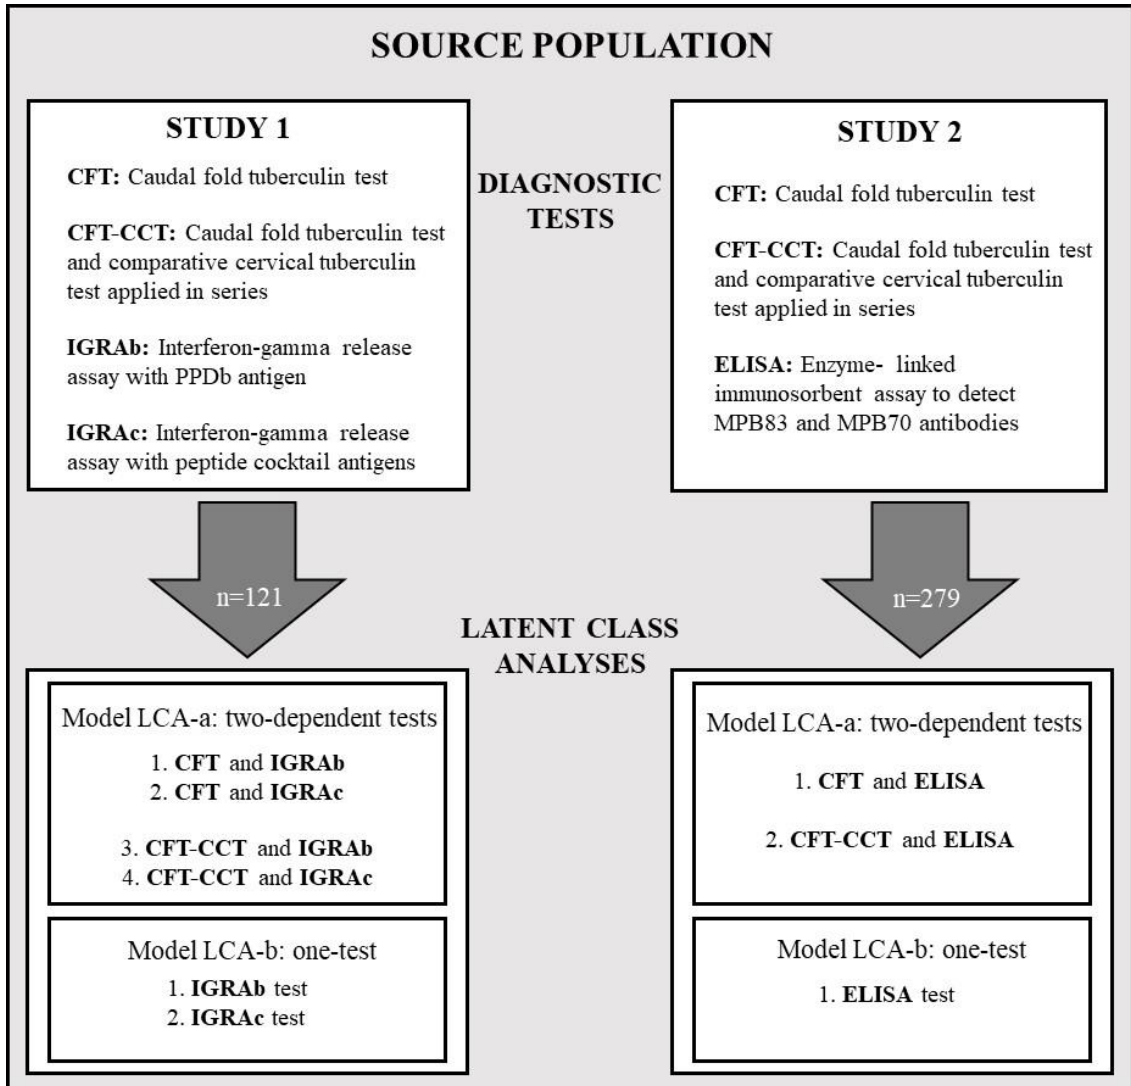 SOURCE POPULATION
STUDY 1
CFT: Caudal fold tuberculin test
CFT-CCT: Caudal fold tuberculin test
and comparative cervical tuberculin
test applied in series
IGRAb: Interferon-gamma release
assay with PPDb antigen
IGRAc: Interferon-gamma release
assay with peptide cocktail antigens
DIAGNOSTIC
TESTS
STUDY 2
CFT: Caudal fold tuberculin test
CFT-CCT: Caudal fold tuberculin test
and comparative cervical tuberculin
test applied in series
ELISA: Enzyme- linked
immunosorbent assay to detect
MPB83 and MPB70 antibodies
n=121
n=279
LATENT CLASS
ANALYSES
Model LCA-a: two-dependent tests
1. CFT and IGRAb
2. CFT and IGRAc
3. CFT-CCT and IGRAb
4. CFT-CCT and IGRAc
Model LCA-b: one-test
1. IGRAb test
2. IGRAc test
Model LCA-a: two-dependent tests
1. CFT and ELISA
2. CFT-CCT and ELISA
Model LCA-b: one-test
1. ELISA test